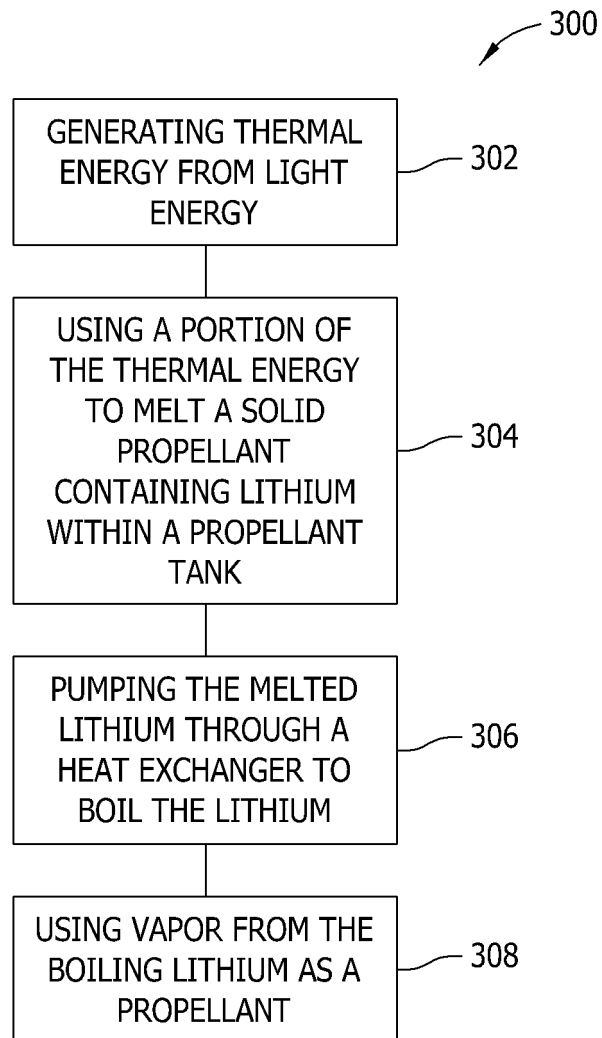 300
GENERATING THERMAL
ENERGY FROM LIGHT
ENERGY
302
USING A PORTION OF
THE THERMAL ENERGY
TO MELT A SOLID
PROPELLANT
CONTAINING LITHIUM
WITHIN A PROPELLANT
TANK
304
PUMPING THE MELTED
LITHIUM THROUGH A
HEAT EXCHANGER TO
BOIL THE LITHIUM
306
USING VAPOR FROM THE
BOILING LITHIUM AS A
PROPELLANT
308